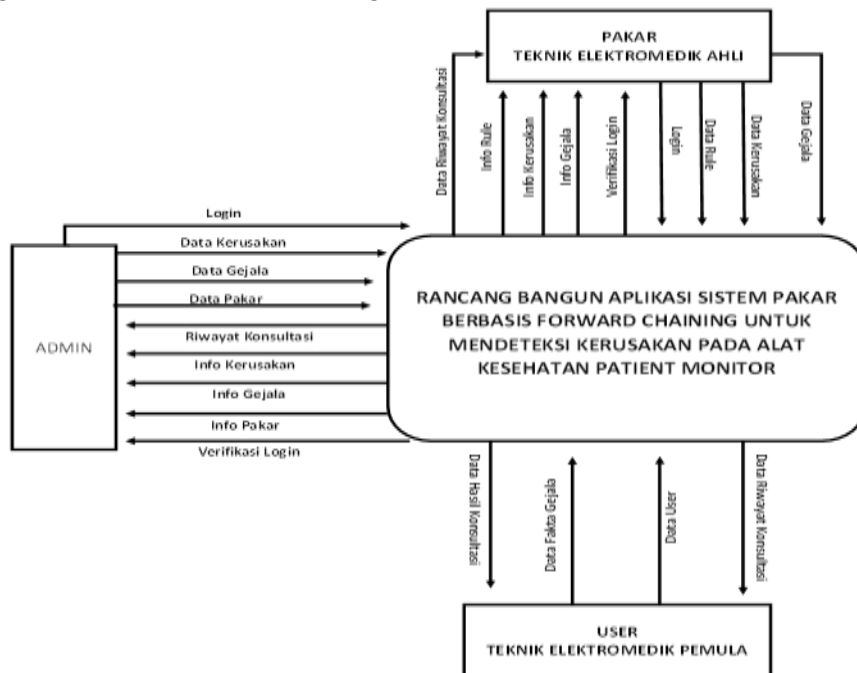 PAKAR
TEKNIK ELEKTROMEDIK AHLI
Data Riwayat Konsultasi
Info Rule
Info Kerusakan
Info Gejala
Verifikasi Login
Login
Data Rule
Data Kerusakan
Data Gejala
Login
Data Kerusakan
Data Gejala
Data Pakar
Riwayat Konsultasi
Info Kerusakan
Info Gejala
Info Pakar
Verifikasi Login
ADMIN
RANCANG BANGUN APLIKASI SISTEM PAKAR
BERBASIS FORWARD CHAINING UNTUK
MENDETEKSI KERUSAKAN PADA ALAT
KESEHATAN PATIENT MONITOR
Data Hasil Konsultasi
Data Fakta Gejala
Data User
Data Riwayat Konsultasi
USER
TEKNIK ELEKTROMEDIK PEMULA